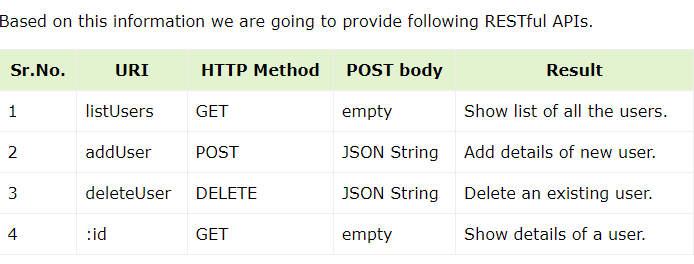 Based on this information we are going to provide following RESTful APIs.
Sr.No. URI HTTP Method POST body Result
1 listUsers GET empty Show list of all the users.
2 addUser POST JSON String Add details of new user.
3 deleteUser DELETE JSON String Delete an existing user.
4 :id GET empty Show details of a user.